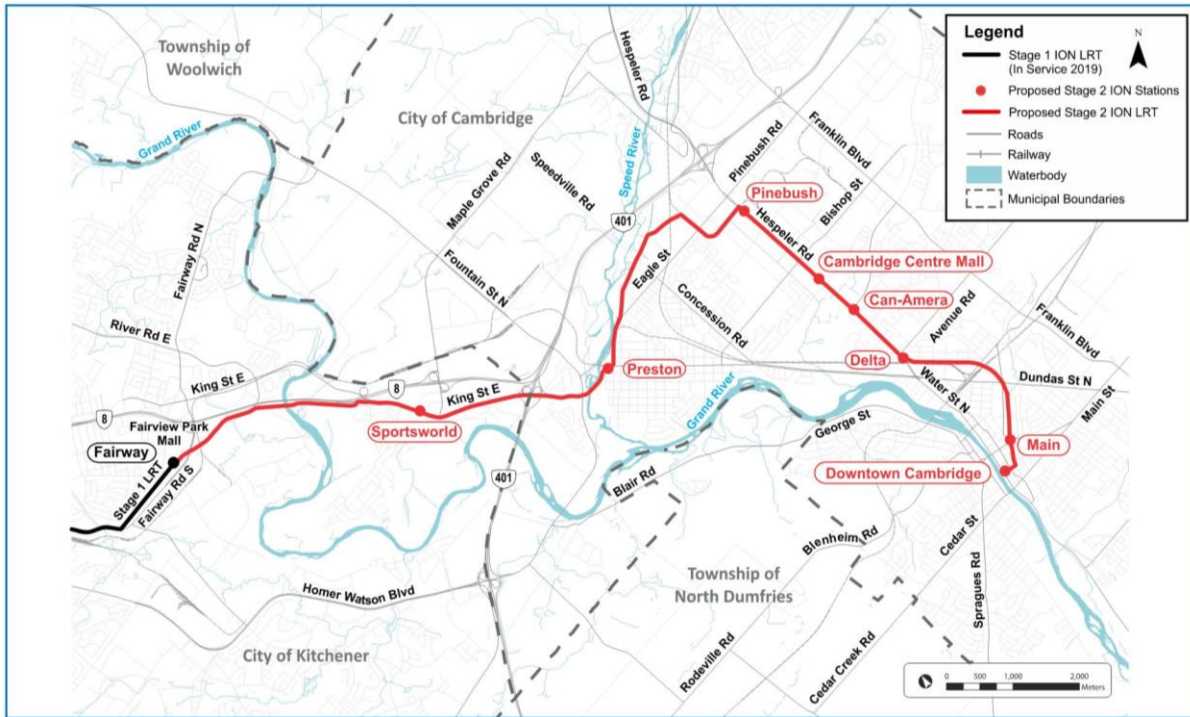 Township of
Woolwich
Grand River
City of Cambridge
Hespeler Rd
Speed River
Maple Grove Rd
Speedville Rd
401
Pinebush Rd
Franklin Blvd
Bishop St
Pinebush
Hespeler Rd
Cambridge Centre Mall
Can-Amera
Avenue Rd
Franklin Blvd
Fairway Rd N
Fountain St N
Eagle St
Concession Rd
River Rd E
King St E
8
King St E
Preston
Delta
Water St N
Dundas St N
Main St
8
Fairview Park
Mall
Fairway
Sportsworld
Grand River
George St
Main
Downtown Cambridge
Stage 1 LRT
Fairway Rd S
401
Blair Rd
Blenheim Rd
Cedar St
Spragues Rd
Township of
North Dumfries
Homer Watson Blvd
City of Kitchener
Rodeville Rd
Cedar Creek Rd
Legend
N
Stage 1 ION LRT
(In Service 2019)
Proposed Stage 2 ION Stations
Proposed Stage 2 ION LRT
Roads
Railway
Waterbody
Municipal Boundaries
0 500 1,000 2,000
Meters